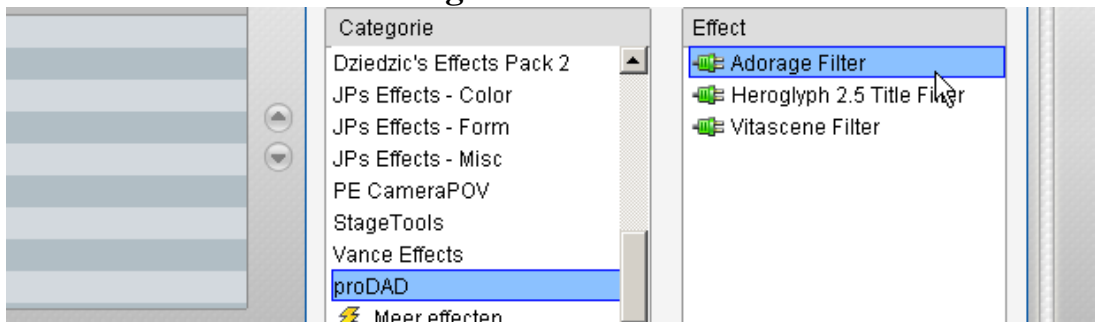 Categorie
Dziedzic's Effects Pack 2
JPs Effects - Color
JPs Effects - Form
JPs Effects - Misc
PE CameraPOV
StageTools
Vance Effects
proDAD
Meer effecten
Effect
Adorage Filter
Heroglyph 2.5 Title Filter
Vitascene Filter